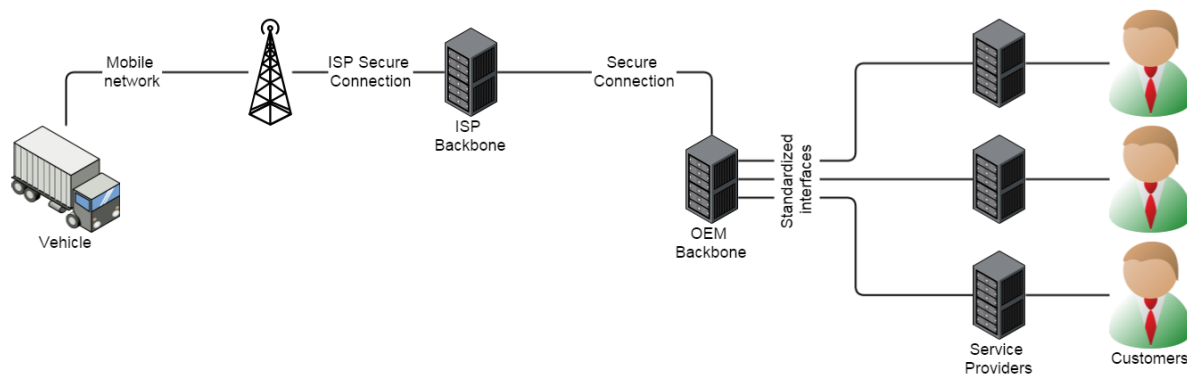 Mobile
network
ISP Secure
Connection
ISP
Backbone
Secure
Connection
Vehicle
OEM
Backbone
Standardized
interfaces
Service
Providers
Customers